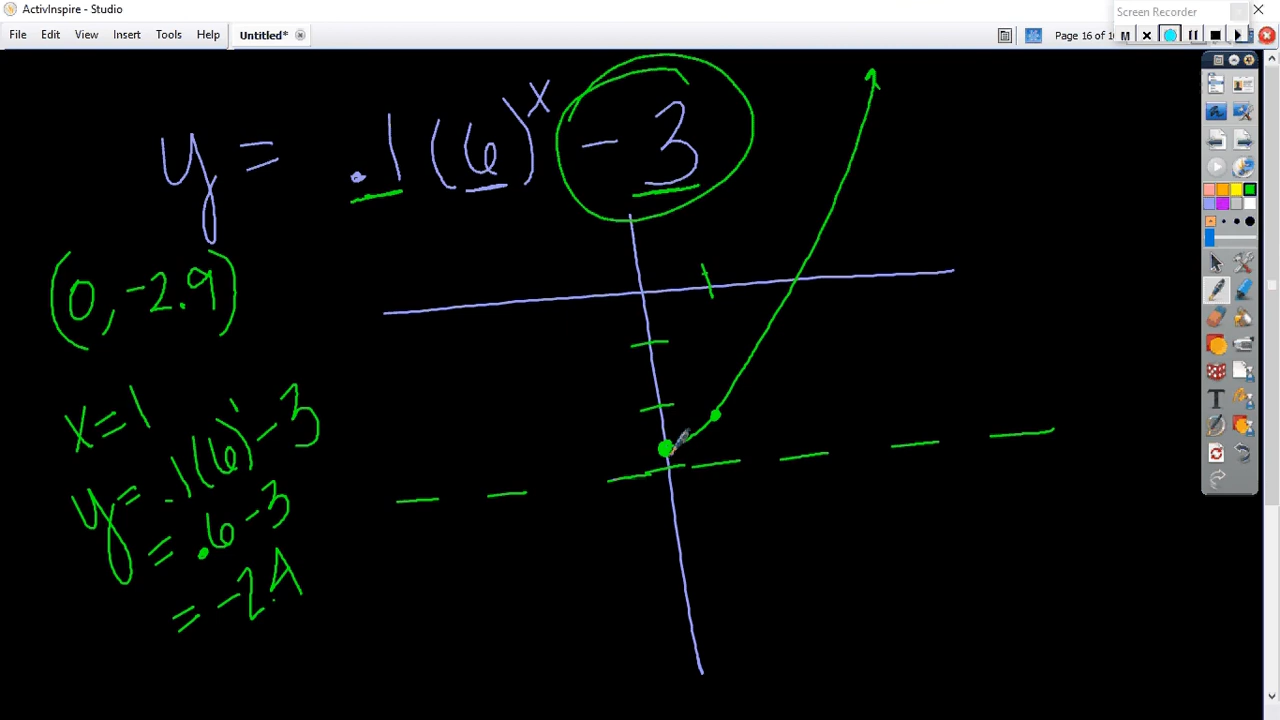 ActivInspire - Studio
Screen Recorder
File Edit View Insert Tools Help Untitled*
y = .1(6)^x - 3
(0, -2.9)
x=1
y= .1(6)^1 - 3
= .6 - 3
= -2.4